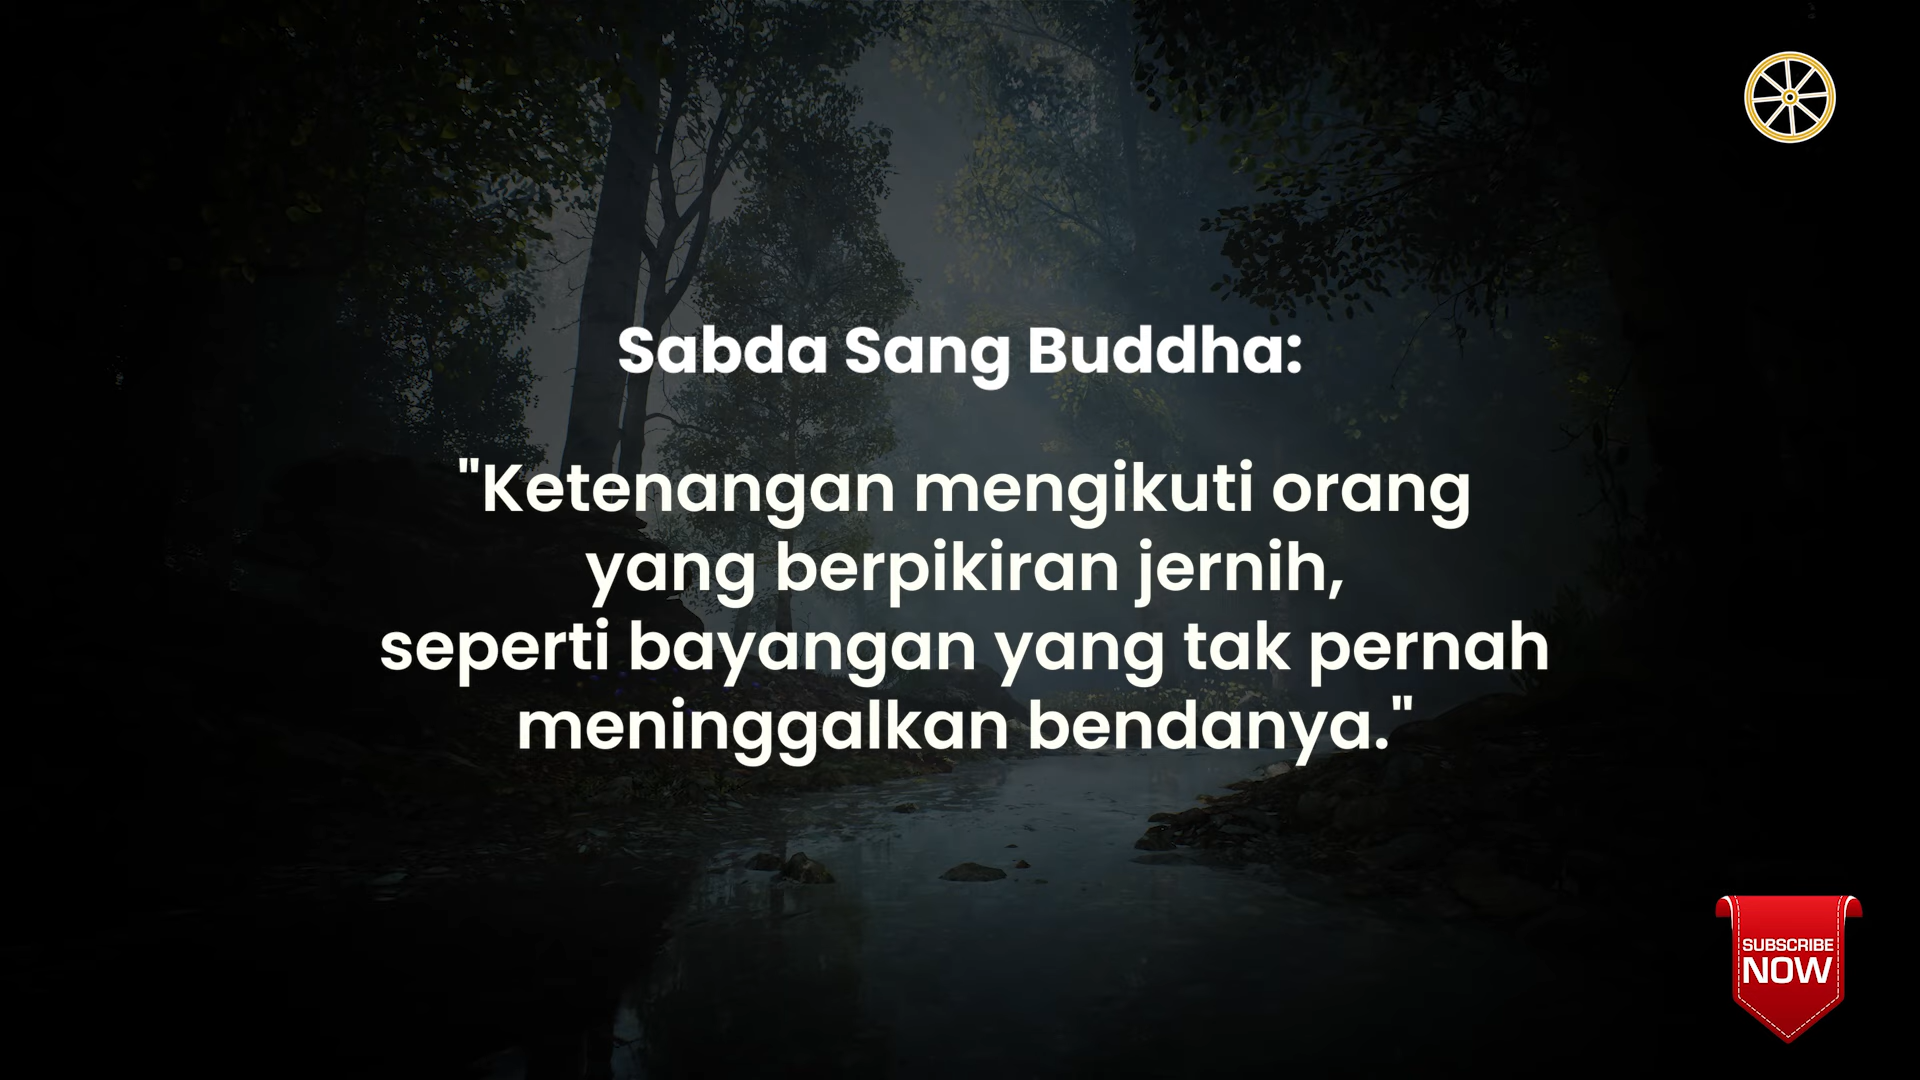 Sabda Sang Buddha:
"Ketenangan mengikuti orang
yang berpikiran jernih,
seperti bayangan yang tak pernah
meninggalkan bendanya."
SUBSCRIBE
NOW